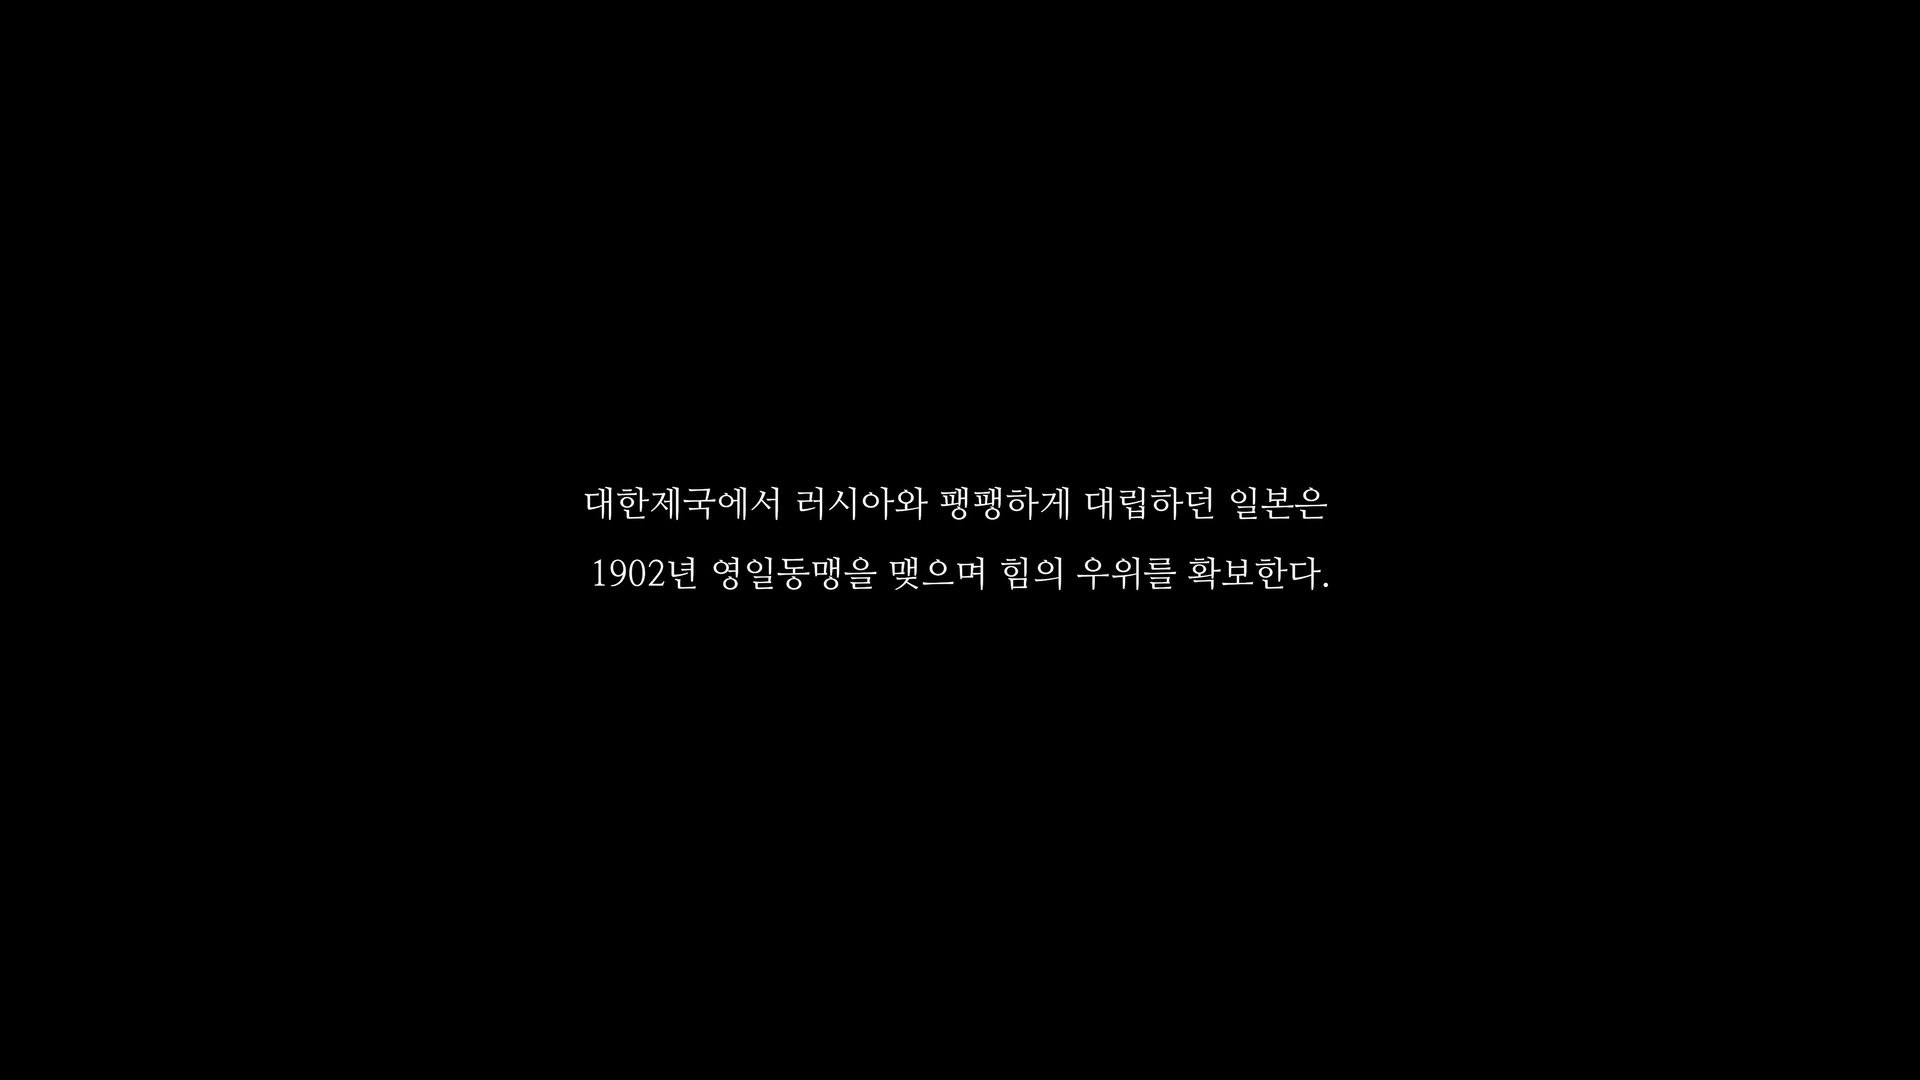 대한제국에서 러시아와 팽팽하게 대립하던 일본은
1902년 영일동맹을 맺으며 힘의 우위를 확보한다.